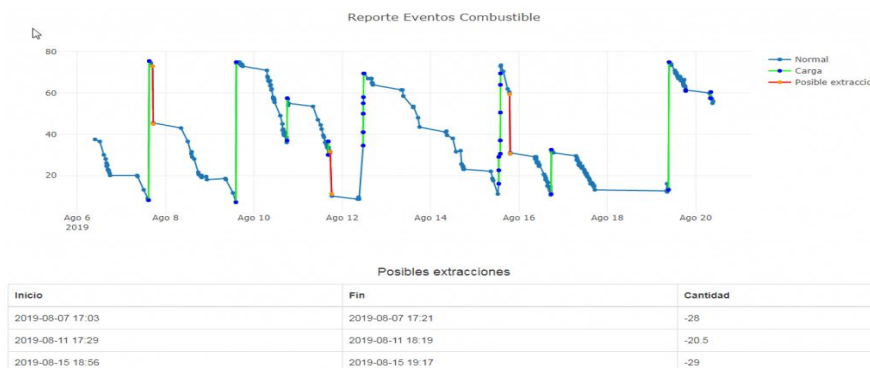 Reporte Eventos Combustible
80
60
40
20
Ago 6
2019
Ago 8
Ago 10
Ago 12
Ago 14
Ago 16
Ago 18
Ago 20
Normal
Carga
Posible extracció
Posibles extracciones
Inicio Fin Cantidad
2019-08-07 17:03 2019-08-07 17:21 -28
2019-08-11 17:29 2019-08-11 18:19 -20.5
2019-08-15 18:56 2019-08-15 19:17 -29